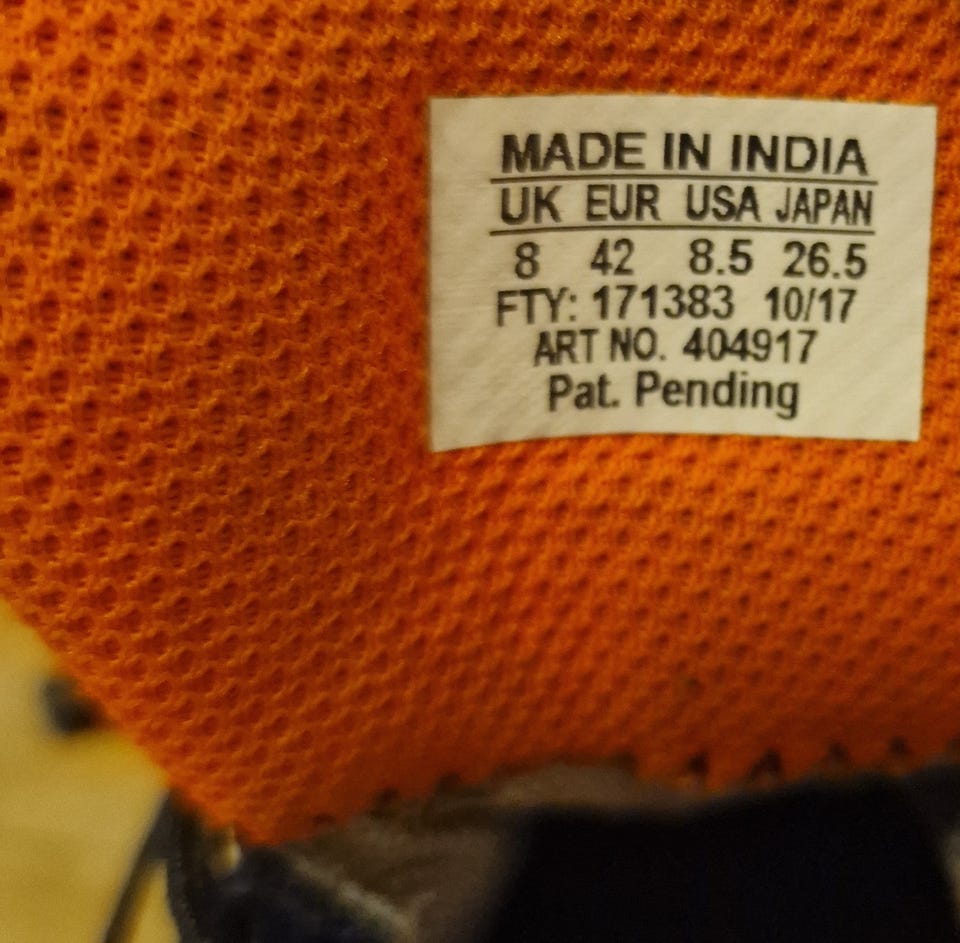 MADE IN INDIA
UK EUR USA JAPAN
8 42 8.5 26.5
FTY: 171383 10/17
ART NO. 404917
Pat. Pending